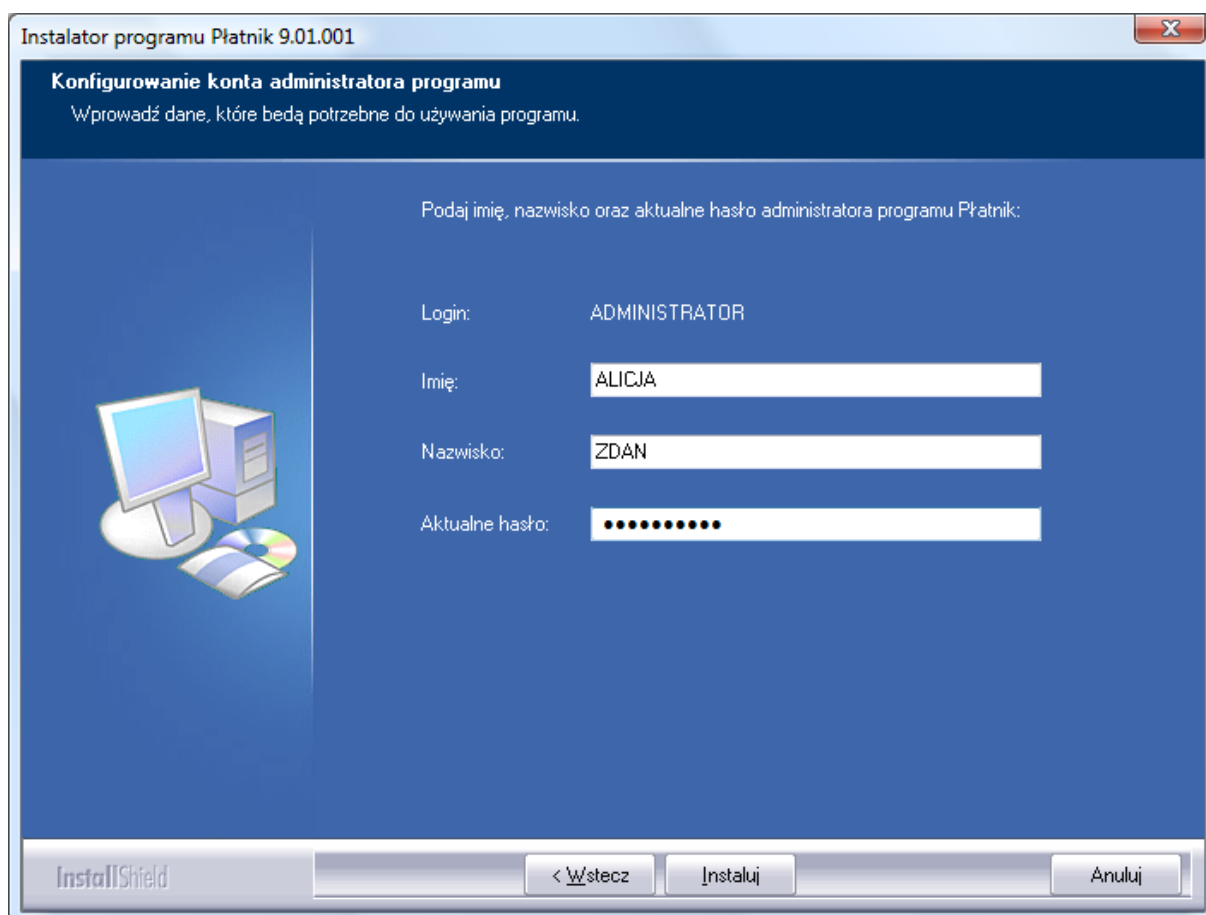 Instalator programu Płatnik 9.01.001
Konfigurowanie konta administratora programu
Wprowadź dane, które bedą potrzebne do używania programu.
Podaj imię, nazwisko oraz aktualne hasło administratora programu Płatnik:
Login: ADMINISTRATOR
Imię: ALICJA
Nazwisko: ZDAN
Aktualne hasło: ••••••••••
InstallShield < Wstecz Instaluj Anuluj